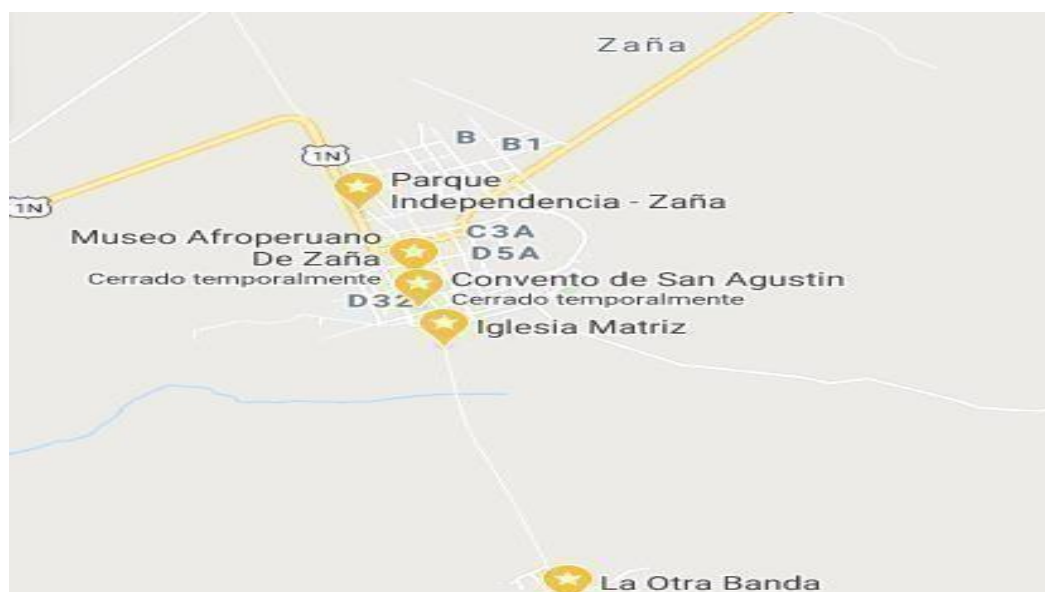 Zaña
B
B1
1N
Parque
Independencia - Zaña
1N
C3A
Museo Afroperuano
De Zaña
D5A
Cerrado temporalmente
Convento de San Agustin
D32
Cerrado temporalmente
Iglesia Matriz
La Otra Banda